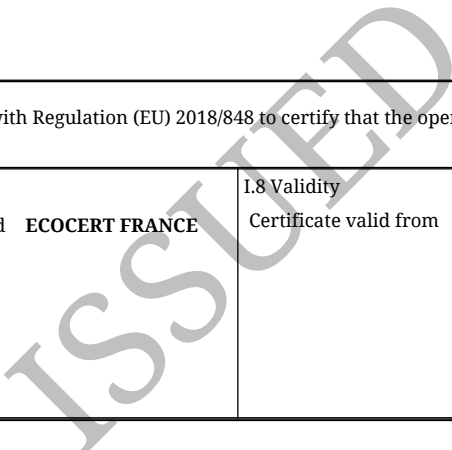 with Regulation (EU) 2018/848 to certify that the oper
I.8 Validity
ECOCERT FRANCE
Certificate valid from
ISSUED